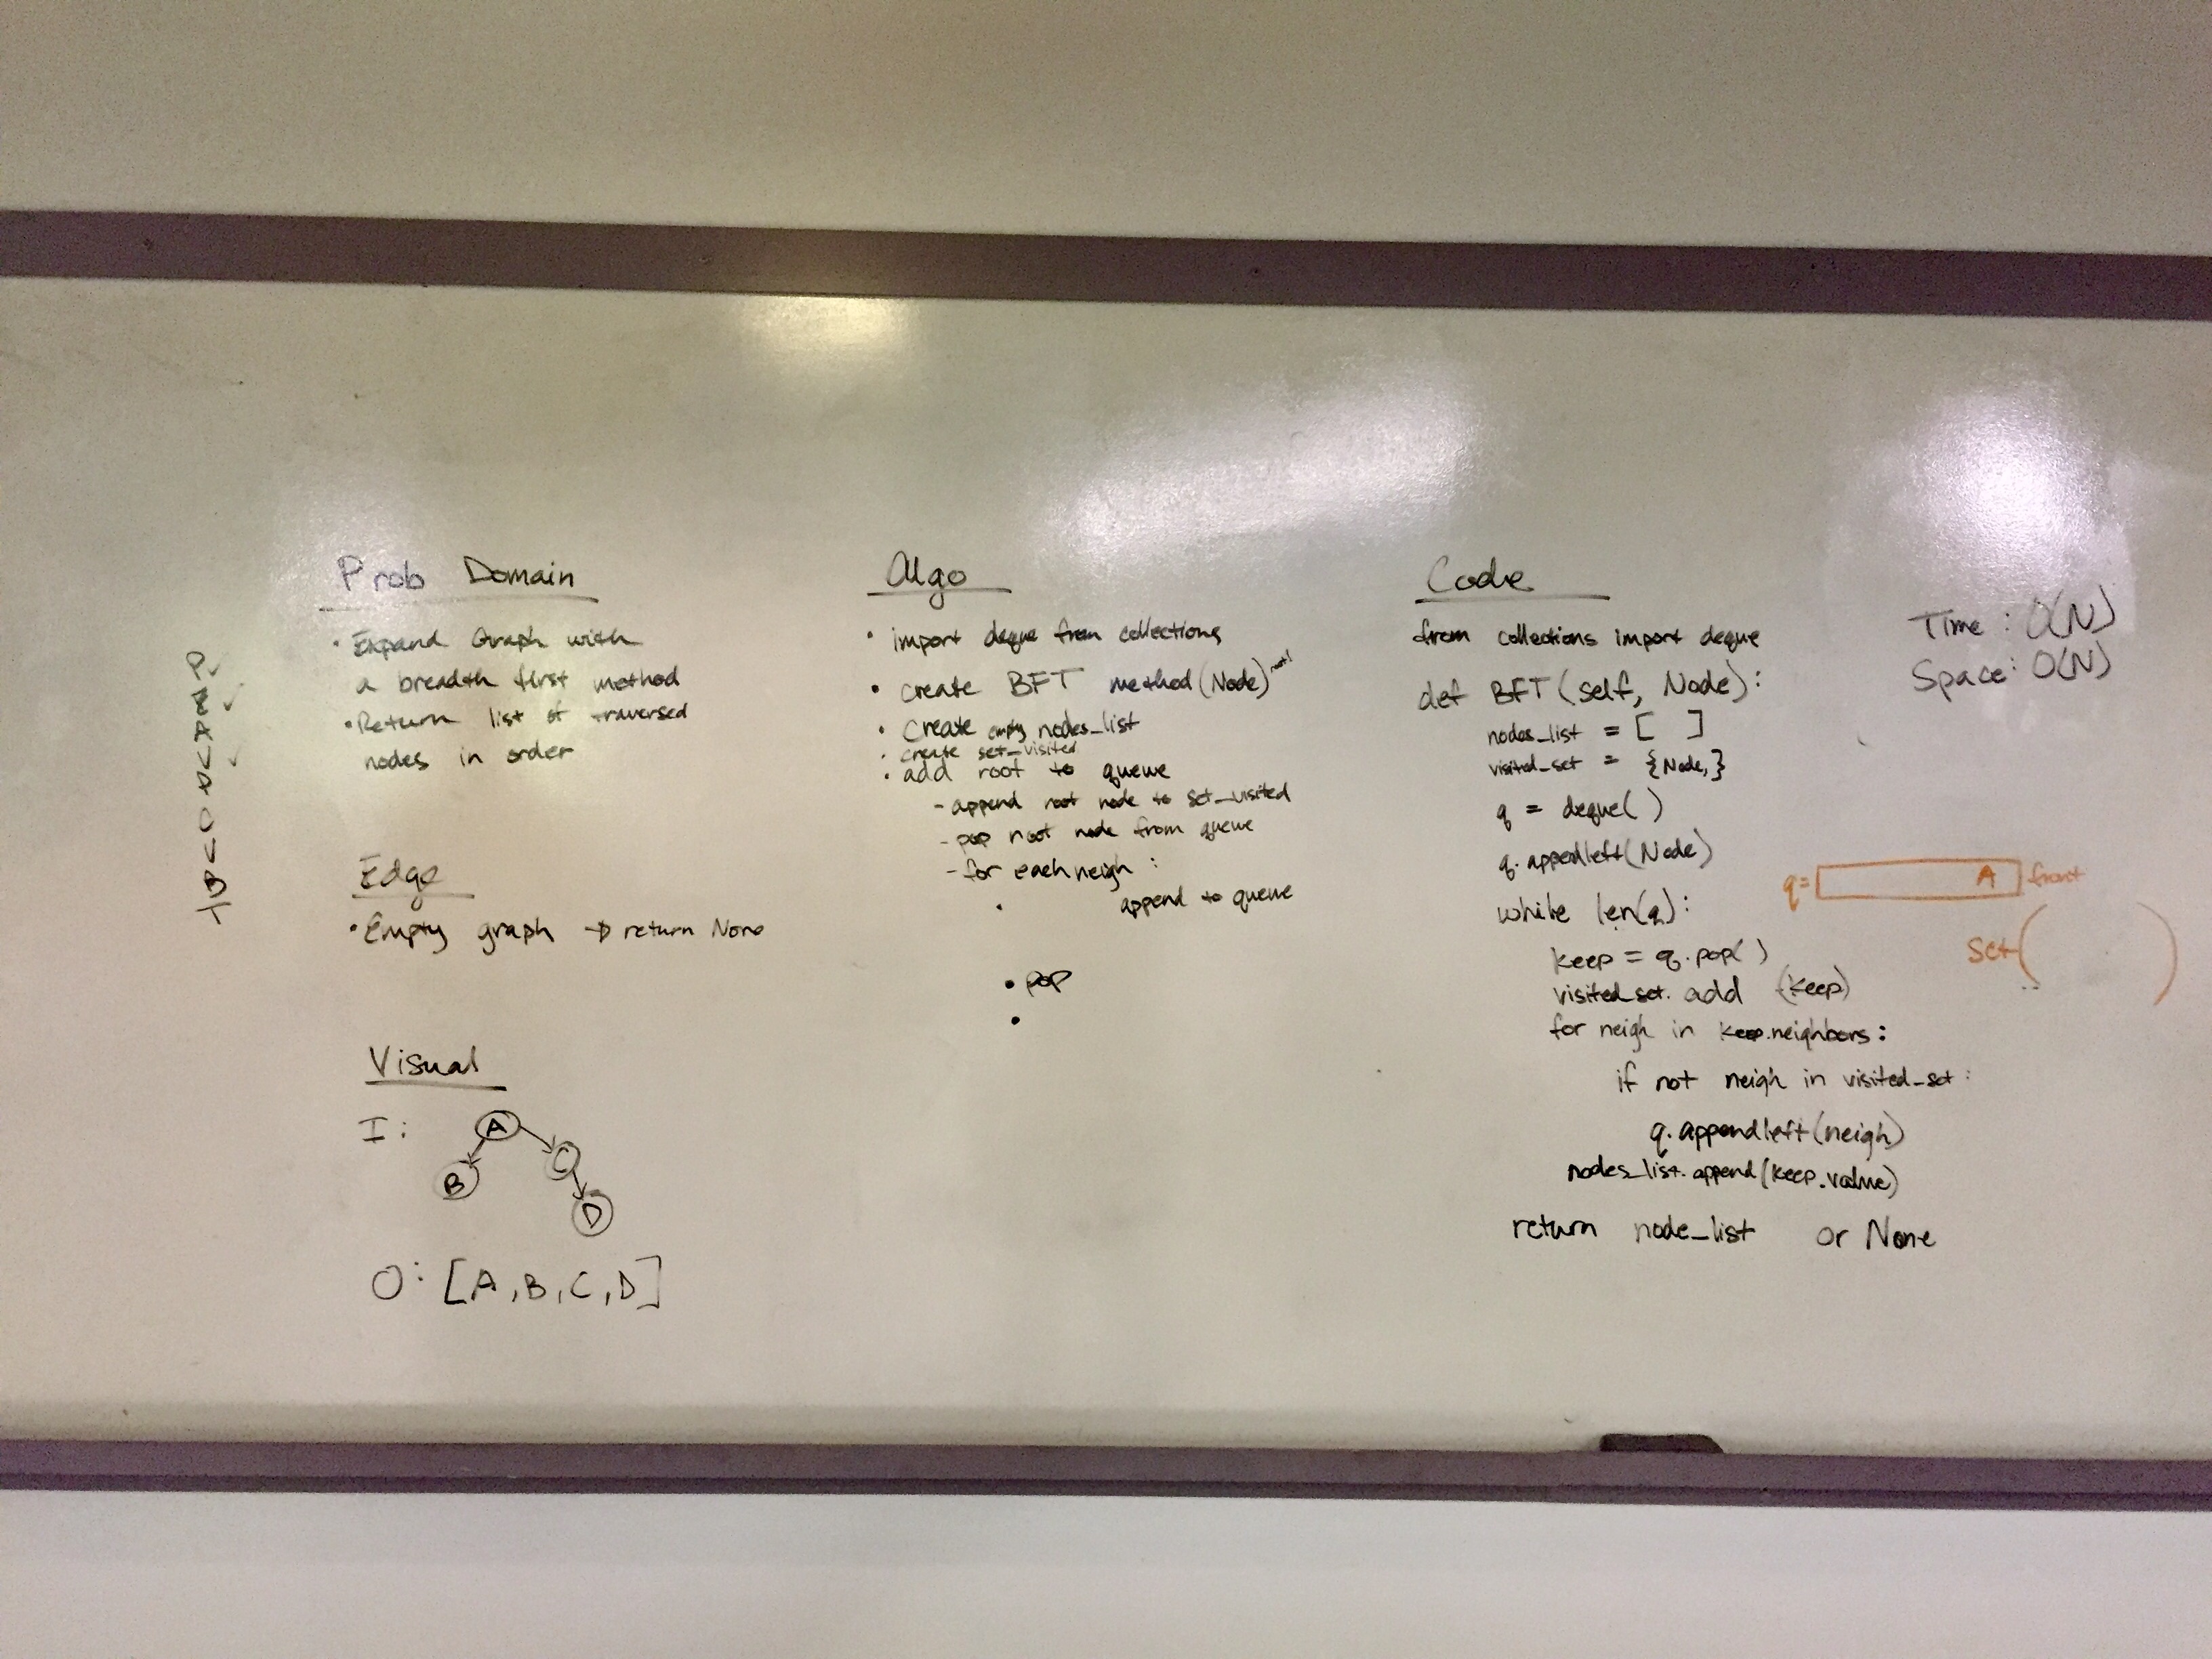 P
E
A
V
P
C
V
B
T
Prob Domain
• Expand Graph with
a breadth first method
• Return list of traversed
nodes in order
Edge
• Empty graph → return None
Visual
I:
A
B
C
D
O: [A, B, C, D]
Algo
• import deque from collections
• create BFT method (Node) root
• Create empty nodes_list
• create set_visited
• add root to queue
- append root node to set_visited
- pop root node from queue
- for each neigh :
append to queue
• pop
•
Code
from collections import deque
def BFT (self, Node):
nodes_list = [ ]
visited_set = {Node,}
q = deque( )
q.appedleft(Node)
while len(q):
keep = q.pop( )
visited_set. add (keep)
for neigh in keep.neighbors:
if not neigh in visited_set :
q.appendleft(neigh)
nodes_list.append(keep.value)
return node_list or None
Time : O(N)
Space: O(N)
q= A front
set( )